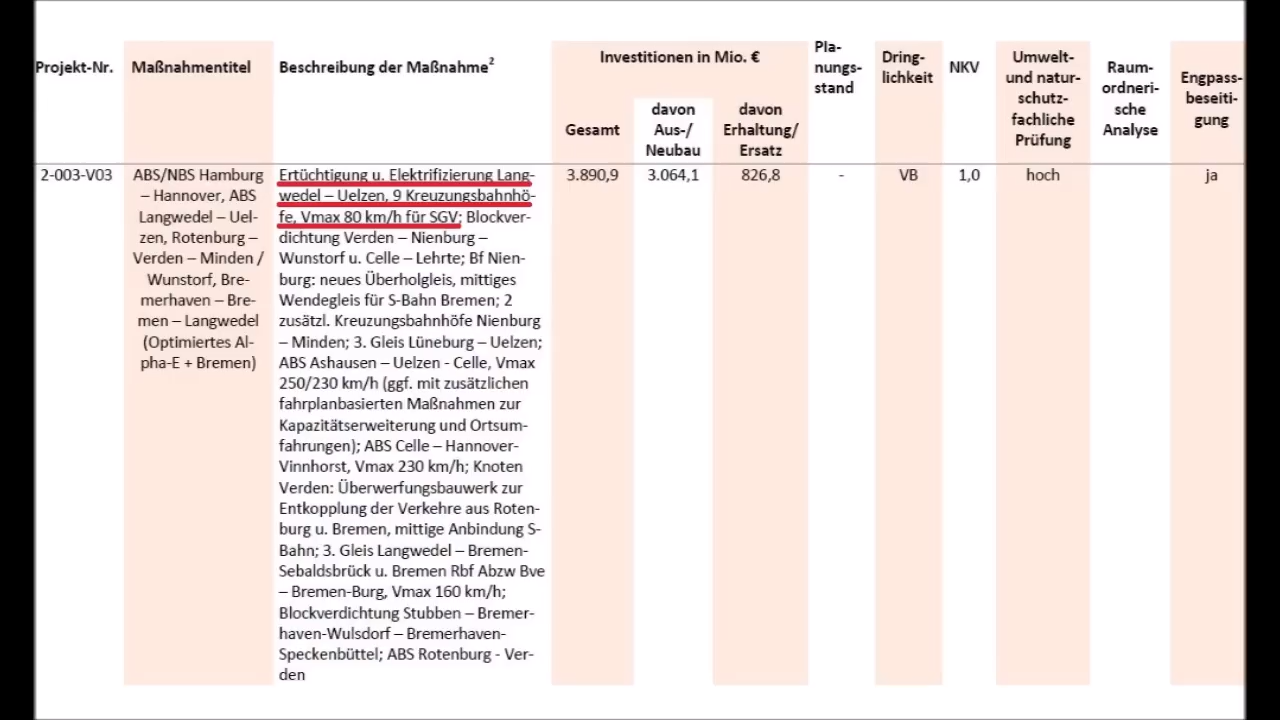 Projekt-Nr.
Maßnahmentitel
Beschreibung der Maßnahme²
Investitionen in Mio. €
Gesamt
davon
Aus-/
Neubau
davon
Erhaltung/
Ersatz
Pla-
nungs-
stand
Dring-
lichkeit
NKV
Umwelt-
und natur-
schutz-
fachliche
Prüfung
Raum-
ordneri-
sche
Analyse
Engpass-
beseiti-
gung
2-003-V03
ABS/NBS Hamburg
– Hannover, ABS
Langwedel – Uel-
zen, Rotenburg –
Verden – Minden /
Wunstorf, Bre-
merhaven – Bre-
men – Langwedel
(Optimiertes Al-
pha-E + Bremen)
Ertüchtigung u. Elektrifizierung Lang-
wedel – Uelzen, 9 Kreuzungsbahnhö-
fe, Vmax 80 km/h für SGV; Blockver-
dichtung Verden – Nienburg –
Wunstorf u. Celle – Lehrte; Bf Nien-
burg: neues Überholgleis, mittiges
Wendegleis für S-Bahn Bremen; 2
zusätzl. Kreuzungsbahnhöfe Nienburg
– Minden; 3. Gleis Lüneburg – Uelzen;
ABS Ashausen – Uelzen - Celle, Vmax
250/230 km/h (ggf. mit zusätzlichen
fahrplanbasierten Maßnahmen zur
Kapazitätserweiterung und Ortsum-
fahrungen); ABS Celle – Hannover-
Vinnhorst, Vmax 230 km/h; Knoten
Verden: Überwerfungsbauwerk zur
Entkopplung der Verkehre aus Roten-
burg u. Bremen, mittige Anbindung S-
Bahn; 3. Gleis Langwedel – Bremen-
Sebaldsbrück u. Bremen Rbf Abzw Bve
– Bremen-Burg, Vmax 160 km/h;
Blockverdichtung Stubben – Bremer-
haven-Wulsdorf – Bremerhaven-
Speckenbüttel; ABS Rotenburg - Ver-
den
3.890,9
3.064,1
826,8
-
VB
1,0
hoch
ja